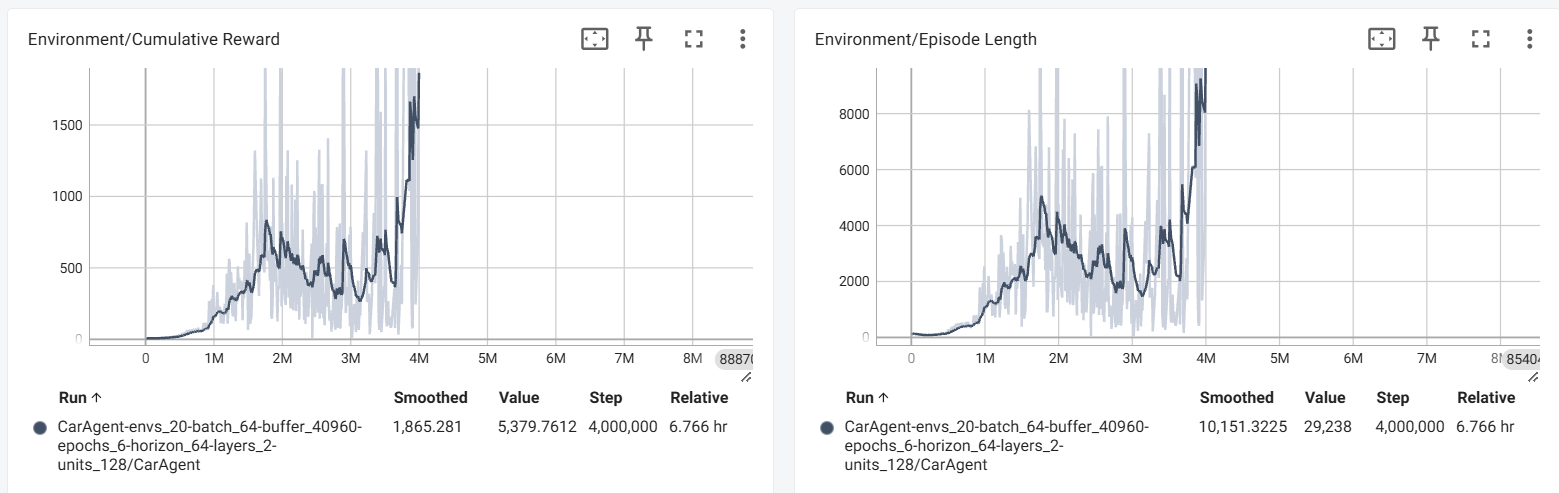 Environment/Cumulative Reward
1500
1000
500
0
0 1M 2M 3M 4M 5M 6M 7M 8M 8887
Run ↑ Smoothed Value Step Relative
CarAgent-envs_20-batch_64-buffer_40960- 1,865.281 5,379.7612 4,000,000 6.766 hr
epochs_6-horizon_64-layers_2-
units_128/CarAgent
Environment/Episode Length
8000
6000
4000
2000
0
0 1M 2M 3M 4M 5M 6M 7M 8 8540
Run ↑ Smoothed Value Step Relative
CarAgent-envs_20-batch_64-buffer_40960- 10,151.3225 29,238 4,000,000 6.766 hr
epochs_6-horizon_64-layers_2-
units_128/CarAgent